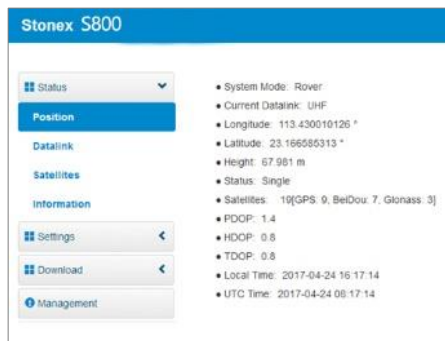 Stonex S800
Status
Position
Datalink
Satellites
Information
Settings
Download
Management
System Mode: Rover
Current Datalink: UHF
Longitude: 113.430010126 °
Latitude: 23.166585313 °
Height: 67.981 m
Status: Single
Satellites: 19[GPS: 9, BeiDou: 7, Glonass: 3]
PDOP: 1.4
HDOP: 0.8
TDOP: 0.8
Local Time: 2017-04-24 16:17:14
UTC Time: 2017-04-24 08:17:14